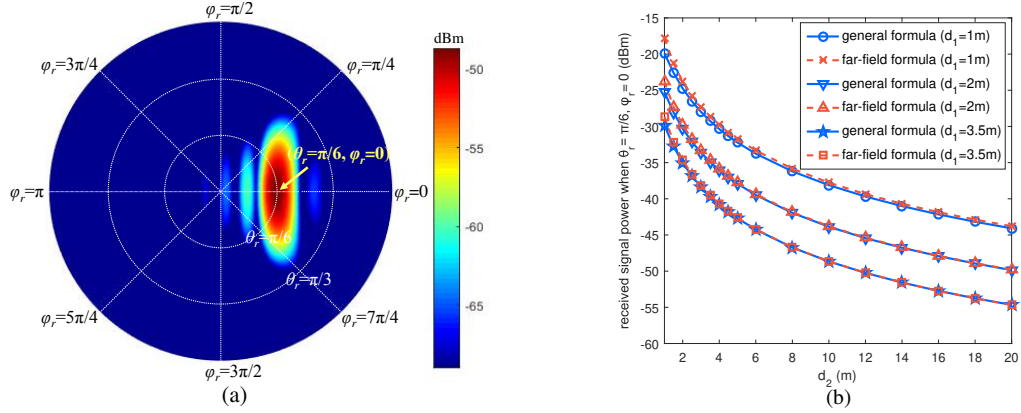 φr=π/2
dBm
φr=3π/4
φr=π/4
-50
(θr=π/6, φr=0)
-55
φr=π
φr=0
θr=π/6
-60
θr=π/3
φr=5π/4
φr=7π/4
-65
φr=3π/2
(a)
received signal power when θr = π/6, φr = 0 (dBm)
-15
-20
-25
-30
-35
-40
-45
-50
-55
-60
general formula (d1=1m)
far-field formula (d1=1m)
general formula (d1=2m)
far-field formula (d1=2m)
general formula (d1=3.5m)
far-field formula (d1=3.5m)
2 4 6 8 10 12 14 16 18 20
d2 (m)
(b)